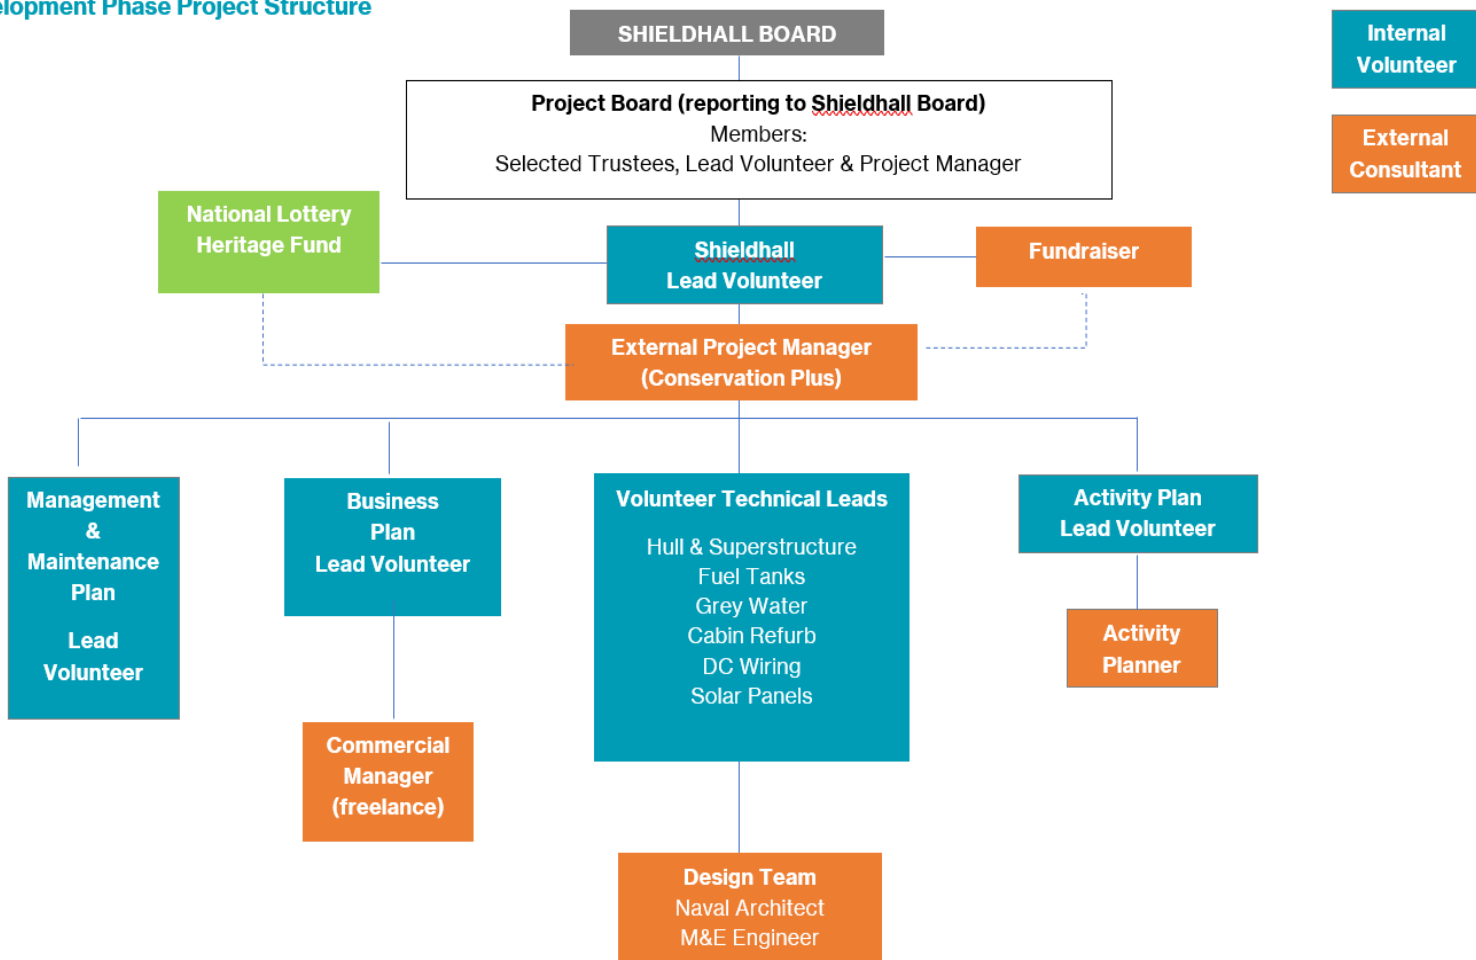 elopment Phase Project Structure
SHIELDHALL BOARD
Internal
Volunteer
Project Board (reporting to Shieldhall Board)
Members:
Selected Trustees, Lead Volunteer & Project Manager
External
Consultant
National Lottery
Heritage Fund
Shieldhall
Lead Volunteer
Fundraiser
External Project Manager
(Conservation Plus)
Management
&
Maintenance
Plan
Lead
Volunteer
Business
Plan
Lead Volunteer
Volunteer Technical Leads
Hull & Superstructure
Fuel Tanks
Grey Water
Cabin Refurb
DC Wiring
Solar Panels
Activity Plan
Lead Volunteer
Activity
Planner
Commercial
Manager
(freelance)
Design Team
Naval Architect
M&E Engineer